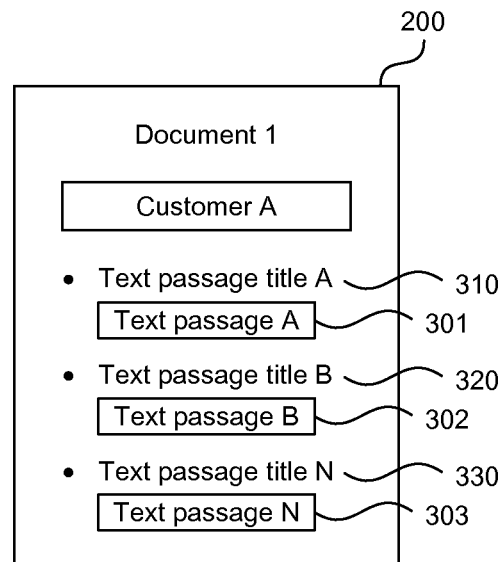 200
Document 1
Customer A
• Text passage title A 310
Text passage A 301
• Text passage title B 320
Text passage B 302
• Text passage title N 330
Text passage N 303